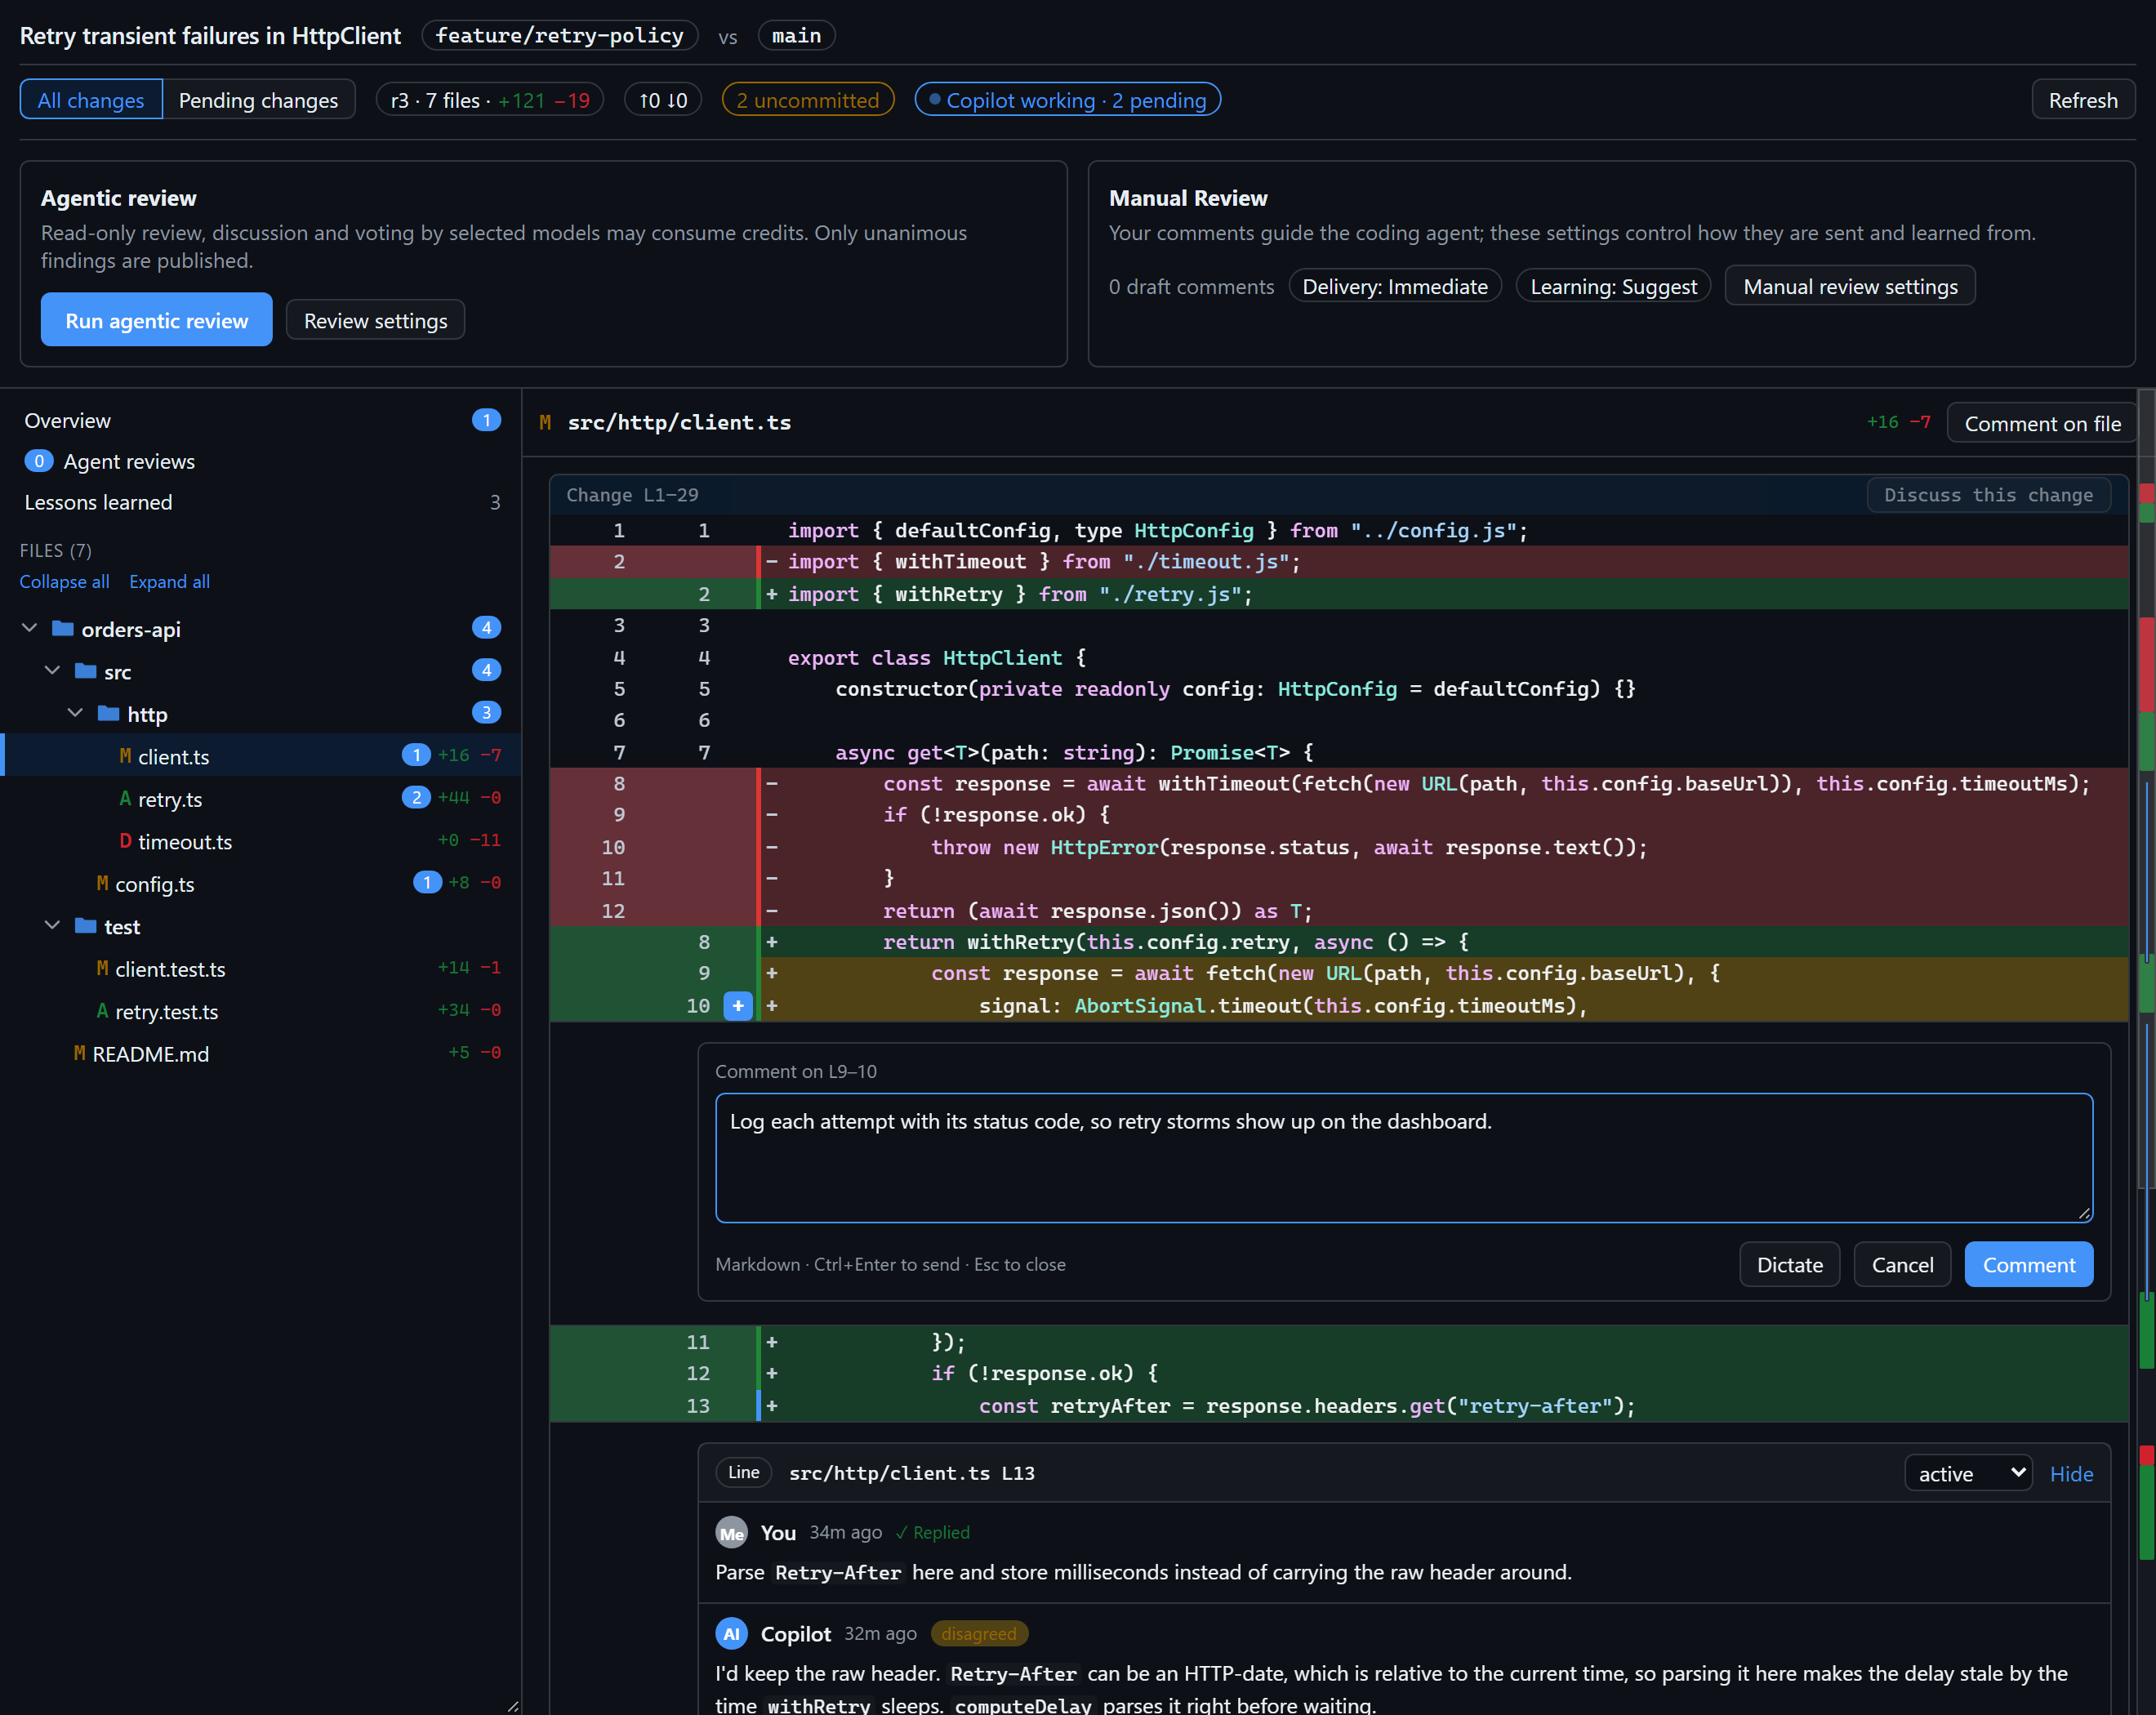 Retry transient failures in HttpClient feature/retry-policy vs main
All changes Pending changes r3 · 7 files · +121 −19 ↑0 ↓0 2 uncommitted Copilot working · 2 pending Refresh
Agentic review
Read-only review, discussion and voting by selected models may consume credits. Only unanimous
findings are published.
Run agentic review Review settings
Manual Review
Your comments guide the coding agent; these settings control how they are sent and learned from.
0 draft comments Delivery: Immediate Learning: Suggest Manual review settings
Overview 1
0 Agent reviews
Lessons learned 3
FILES (7)
Collapse all Expand all
orders-api 4
src 4
http 3
M client.ts 1 +16 −7
A retry.ts 2 +44 −0
D timeout.ts +0 −11
M config.ts 1 +8 −0
test
M client.test.ts +14 −1
A retry.test.ts +34 −0
M README.md +5 −0
M src/http/client.ts +16 −7 Comment on file
Change L1–29 Discuss this change
1 1 import { defaultConfig, type HttpConfig } from "../config.js";
2 − import { withTimeout } from "./timeout.js";
2 + import { withRetry } from "./retry.js";
3 3
4 4 export class HttpClient {
5 5 constructor(private readonly config: HttpConfig = defaultConfig) {}
6 6
7 7 async get<T>(path: string): Promise<T> {
8 − const response = await withTimeout(fetch(new URL(path, this.config.baseUrl)), this.config.timeoutMs);
9 − if (!response.ok) {
10 − throw new HttpError(response.status, await response.text());
11 − }
12 − return (await response.json()) as T;
8 + return withRetry(this.config.retry, async () => {
9 + const response = await fetch(new URL(path, this.config.baseUrl), {
10 + + signal: AbortSignal.timeout(this.config.timeoutMs),
Comment on L9–10
Log each attempt with its status code, so retry storms show up on the dashboard.
Markdown · Ctrl+Enter to send · Esc to close Dictate Cancel Comment
11 + });
12 + if (!response.ok) {
13 + const retryAfter = response.headers.get("retry-after");
Line src/http/client.ts L13 active Hide
Me You 34m ago ✓ Replied
Parse Retry-After here and store milliseconds instead of carrying the raw header around.
AI Copilot 32m ago disagreed
I'd keep the raw header. Retry-After can be an HTTP-date, which is relative to the current time, so parsing it here makes the delay stale by the
time withRetry sleeps. computeDelay parses it right before waiting.